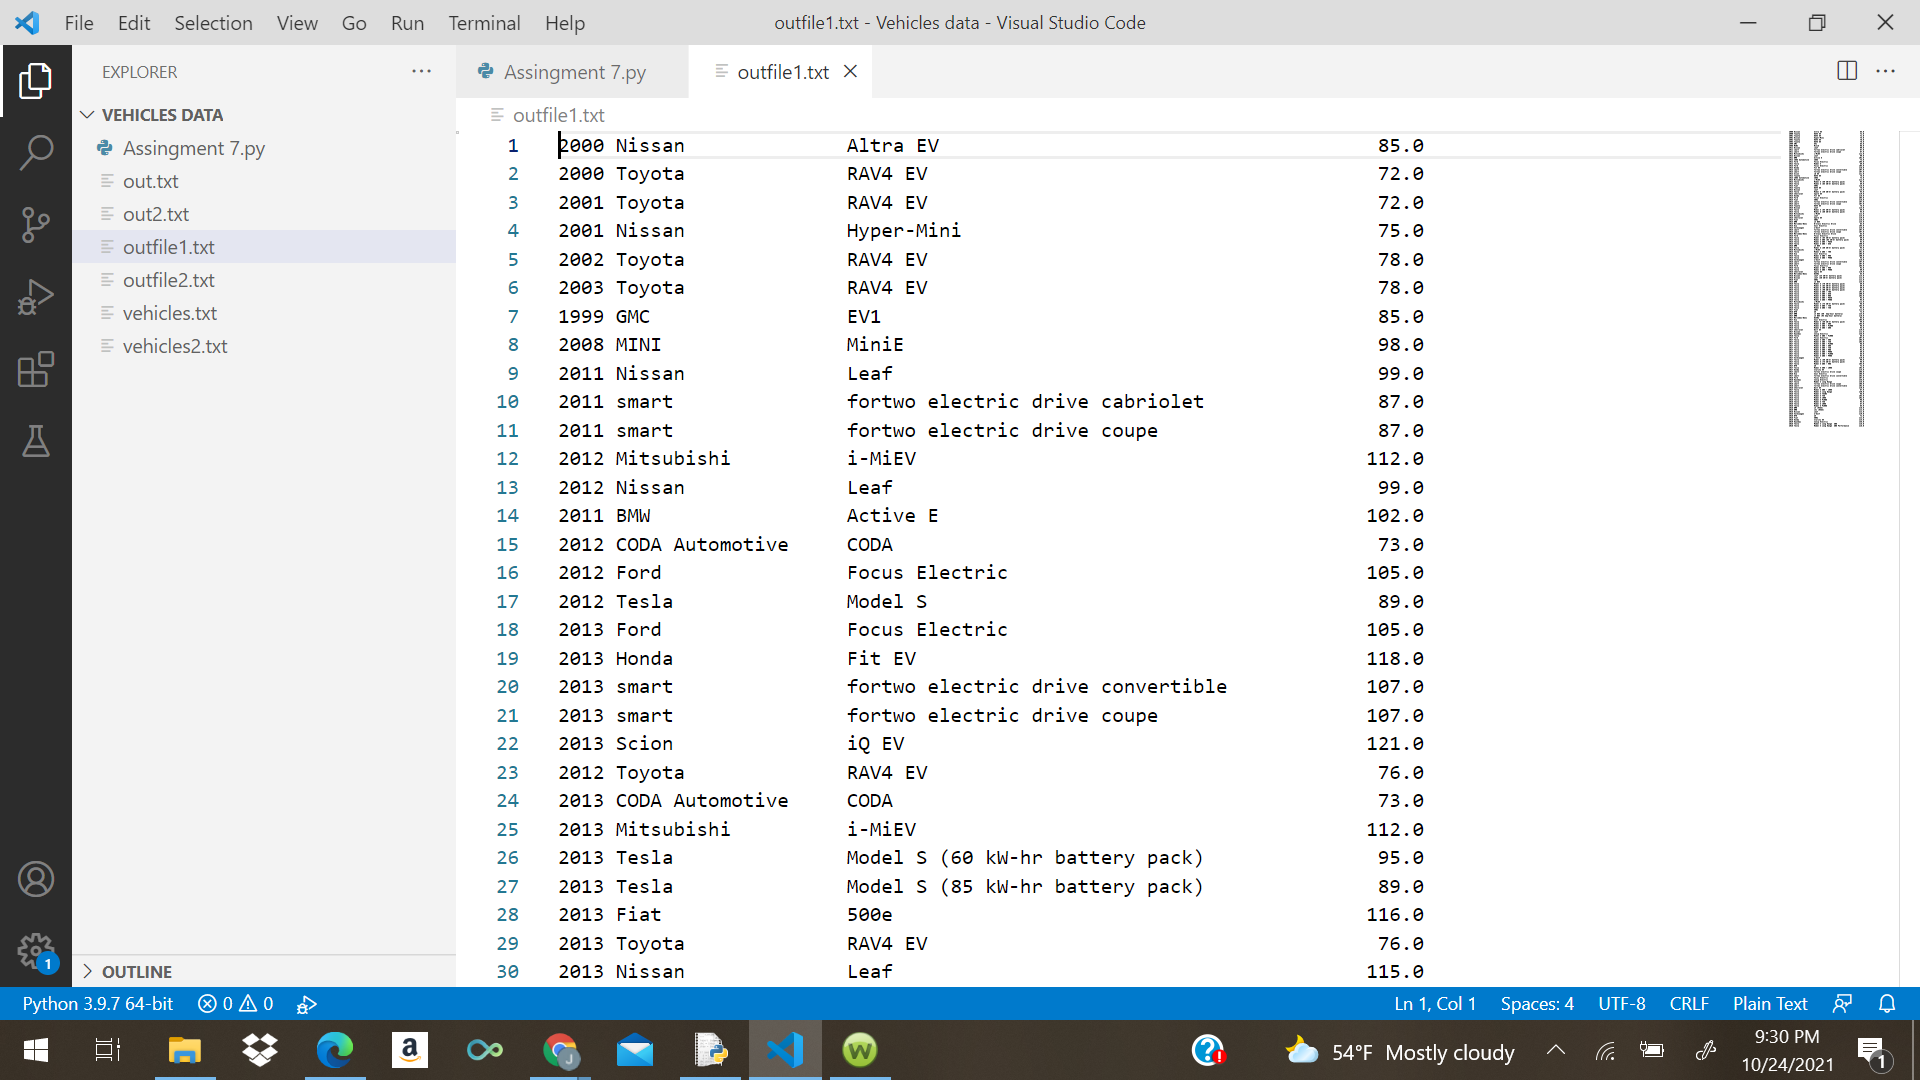 File Edit Selection View Go Run Terminal Help outfile1.txt - Vehicles data - Visual Studio Code
EXPLORER
VEHICLES DATA
Assingment 7.py
out.txt
out2.txt
outfile1.txt
outfile2.txt
vehicles.txt
vehicles2.txt
OUTLINE
Assingment 7.py outfile1.txt
outfile1.txt
1 2000 Nissan Altra EV 85.0
2 2000 Toyota RAV4 EV 72.0
3 2001 Toyota RAV4 EV 72.0
4 2001 Nissan Hyper-Mini 75.0
5 2002 Toyota RAV4 EV 78.0
6 2003 Toyota RAV4 EV 78.0
7 1999 GMC EV1 85.0
8 2008 MINI MiniE 98.0
9 2011 Nissan Leaf 99.0
10 2011 smart fortwo electric drive cabriolet 87.0
11 2011 smart fortwo electric drive coupe 87.0
12 2012 Mitsubishi i-MiEV 112.0
13 2012 Nissan Leaf 99.0
14 2011 BMW Active E 102.0
15 2012 CODA Automotive CODA 73.0
16 2012 Ford Focus Electric 105.0
17 2012 Tesla Model S 89.0
18 2013 Ford Focus Electric 105.0
19 2013 Honda Fit EV 118.0
20 2013 smart fortwo electric drive convertible 107.0
21 2013 smart fortwo electric drive coupe 107.0
22 2013 Scion iQ EV 121.0
23 2012 Toyota RAV4 EV 76.0
24 2013 CODA Automotive CODA 73.0
25 2013 Mitsubishi i-MiEV 112.0
26 2013 Tesla Model S (60 kW-hr battery pack) 95.0
27 2013 Tesla Model S (85 kW-hr battery pack) 89.0
28 2013 Fiat 500e 116.0
29 2013 Toyota RAV4 EV 76.0
30 2013 Nissan Leaf 115.0
1
Python 3.9.7 64-bit 0 0 Ln 1, Col 1 Spaces: 4 UTF-8 CRLF Plain Text
a J W ? 54°F Mostly cloudy 9:30 PM
10/24/2021 1